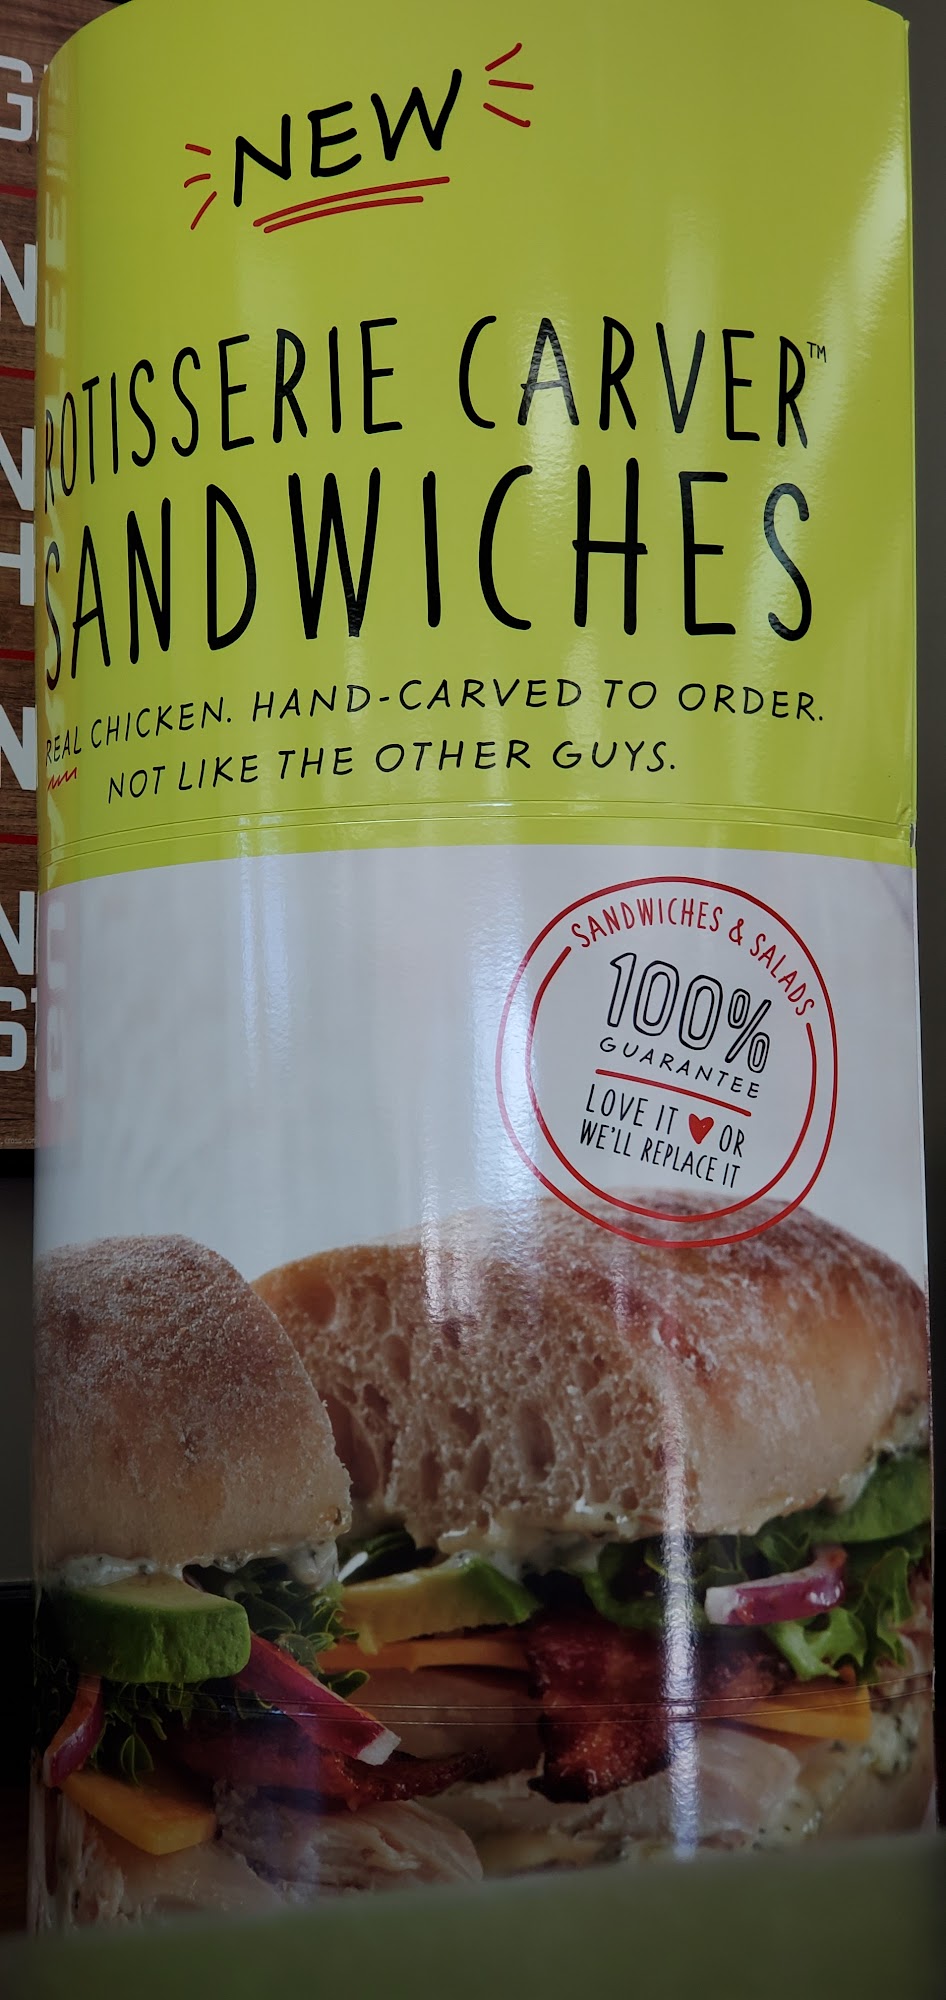 NEW
ROTISSERIE CARVER™
SANDWICHES
REAL CHICKEN. HAND-CARVED TO ORDER.
NOT LIKE THE OTHER GUYS.
SANDWICHES & SALADS
100%
GUARANTEE
LOVE IT ♥ OR
WE'LL REPLACE IT